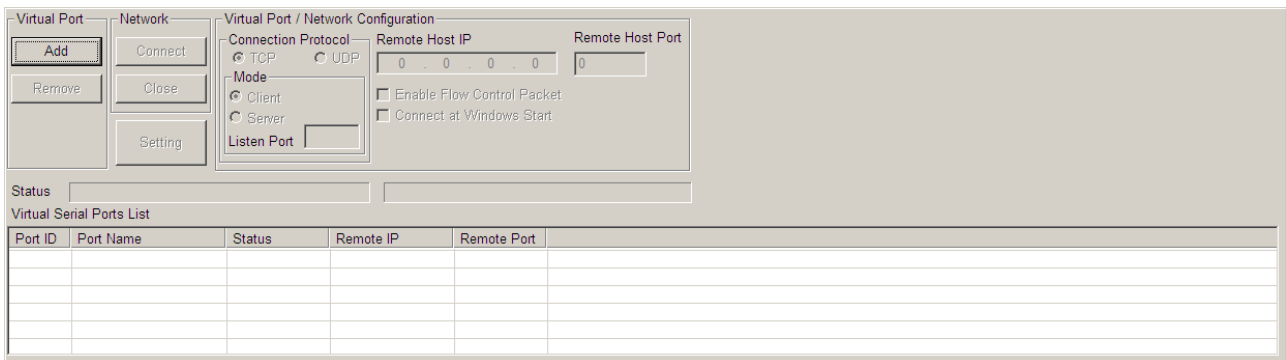 Virtual Port
Add
Remove
Network
Connect
Close
Setting
Virtual Port / Network Configuration
Connection Protocol
TCP UDP
Mode
Client
Server
Listen Port
Remote Host IP
0 . 0 . 0 . 0
Enable Flow Control Packet
Connect at Windows Start
Remote Host Port
0
Status
Virtual Serial Ports List
Port ID Port Name Status Remote IP Remote Port